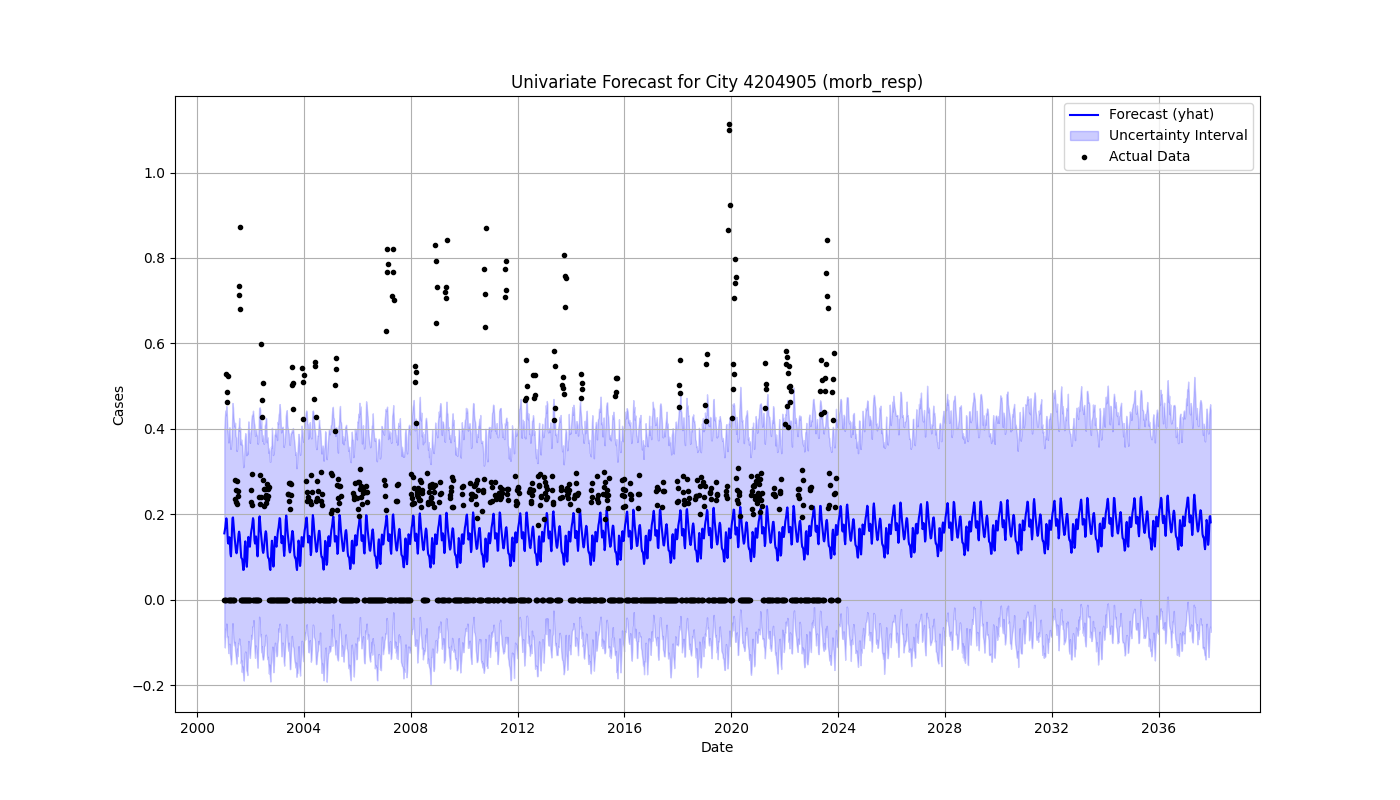 Univariate Forecast for City 4204905 (morb_resp)
Forecast (yhat)
Uncertainty Interval
Actual Data
Cases
1.0
0.8
0.6
0.4
0.2
0.0
−0.2
2000 2004 2008 2012 2016 2020 2024 2028 2032 2036
Date